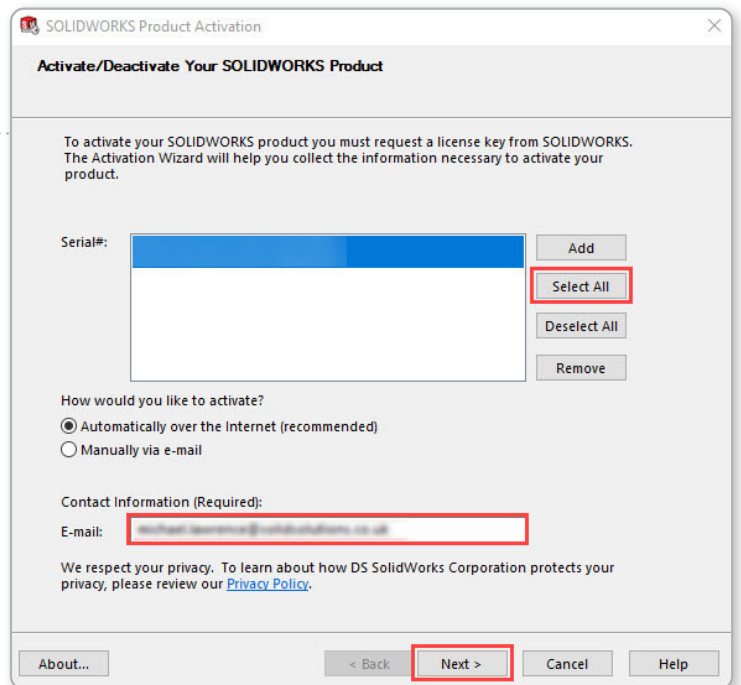 SOLIDWORKS Product Activation
Activate/Deactivate Your SOLIDWORKS Product
To activate your SOLIDWORKS product you must request a license key from SOLIDWORKS.
The Activation Wizard will help you collect the information necessary to activate your
product.
Serial#:
Add
Select All
Deselect All
Remove
How would you like to activate?
Automatically over the Internet (recommended)
Manually via e-mail
Contact Information (Required):
E-mail:
We respect your privacy.  To learn about how DS SolidWorks Corporation protects your
privacy, please review our Privacy Policy.
About...
< Back
Next >
Cancel
Help